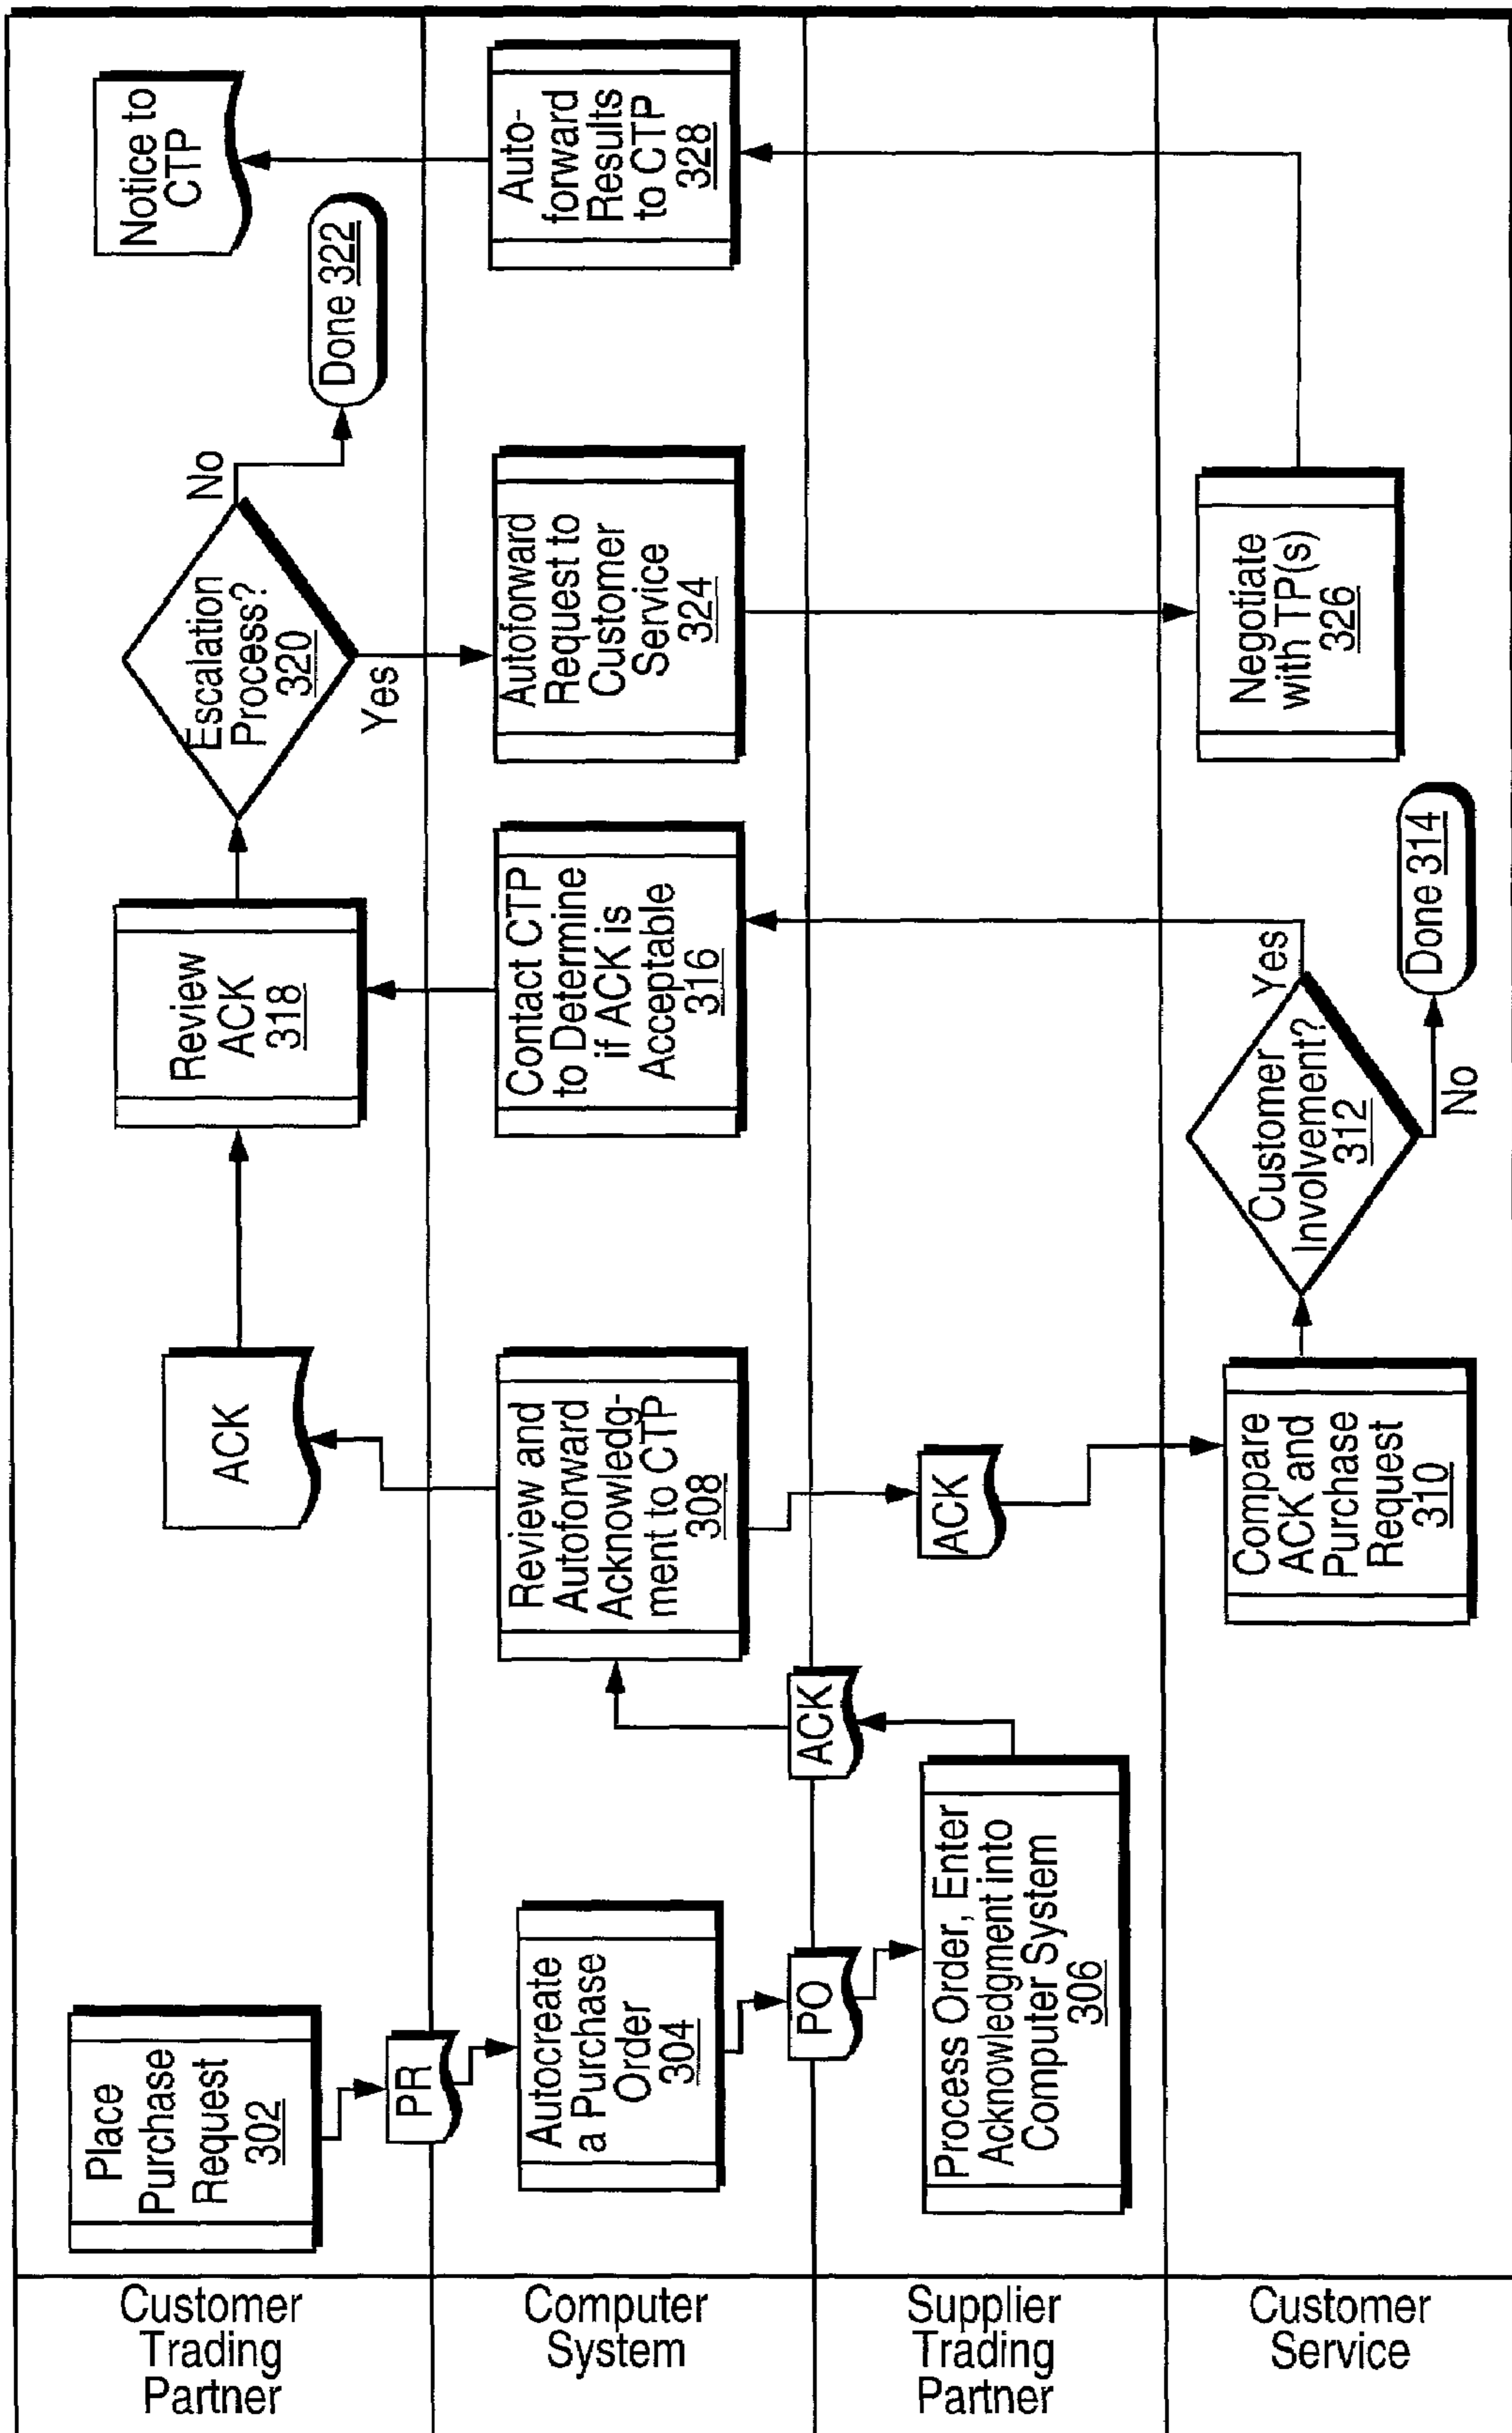 Customer
Trading
Partner
Place
Purchase
Request
302
PR
ACK
Review
ACK
318
Escalation
Process?
320
No
Yes
Done 322
Notice to
CTP
Computer
System
Autocreate
a Purchase
Order
304
PO
Review and
Autoforward
Acknowledg-
ment to CTP
308
Contact CTP
to Determine
if ACK is
Acceptable
316
Autoforward
Request to
Customer
Service
324
Auto-
forward
Results
to CTP
328
Supplier
Trading
Partner
Process Order, Enter
Acknowledgment into
Computer System
306
ACK
ACK
Customer
Service
Compare
ACK and
Purchase
Request
310
Customer
Involvement?
312
Yes
No
Done 314
Negotiate
with TP(s)
326